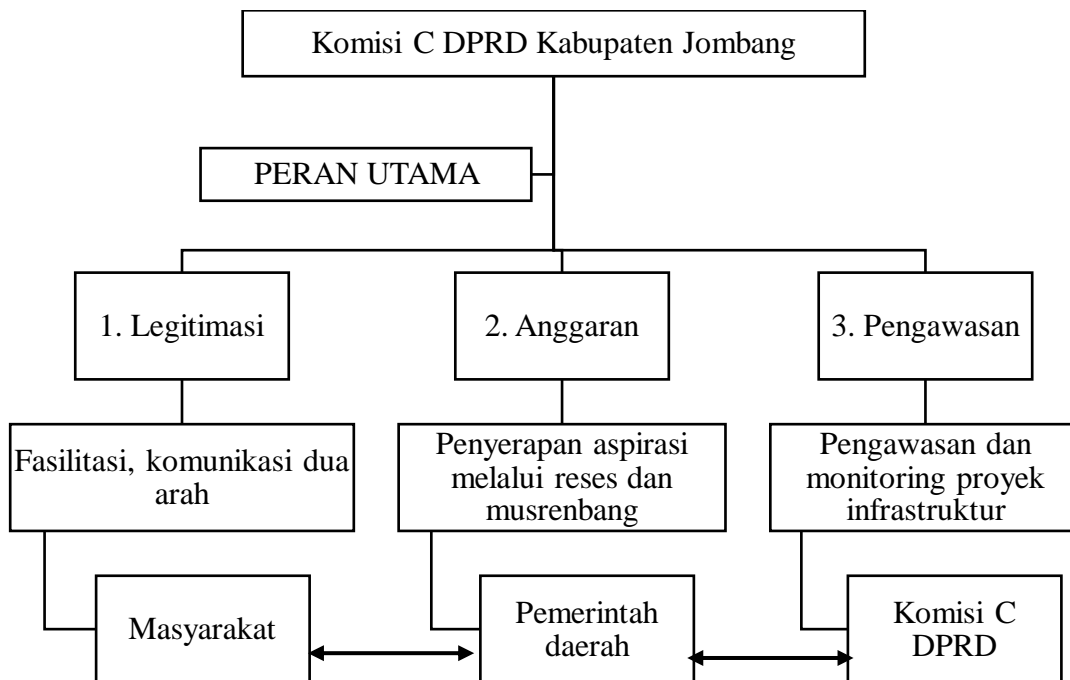 Komisi C DPRD Kabupaten Jombang
PERAN UTAMA
1. Legitimasi
2. Anggaran
3. Pengawasan
Fasilitasi, komunikasi dua
arah
Penyerapan aspirasi
melalui reses dan
musrenbang
Pengawasan dan
monitoring proyek
infrastruktur
Masyarakat
Pemerintah
daerah
Komisi C
DPRD